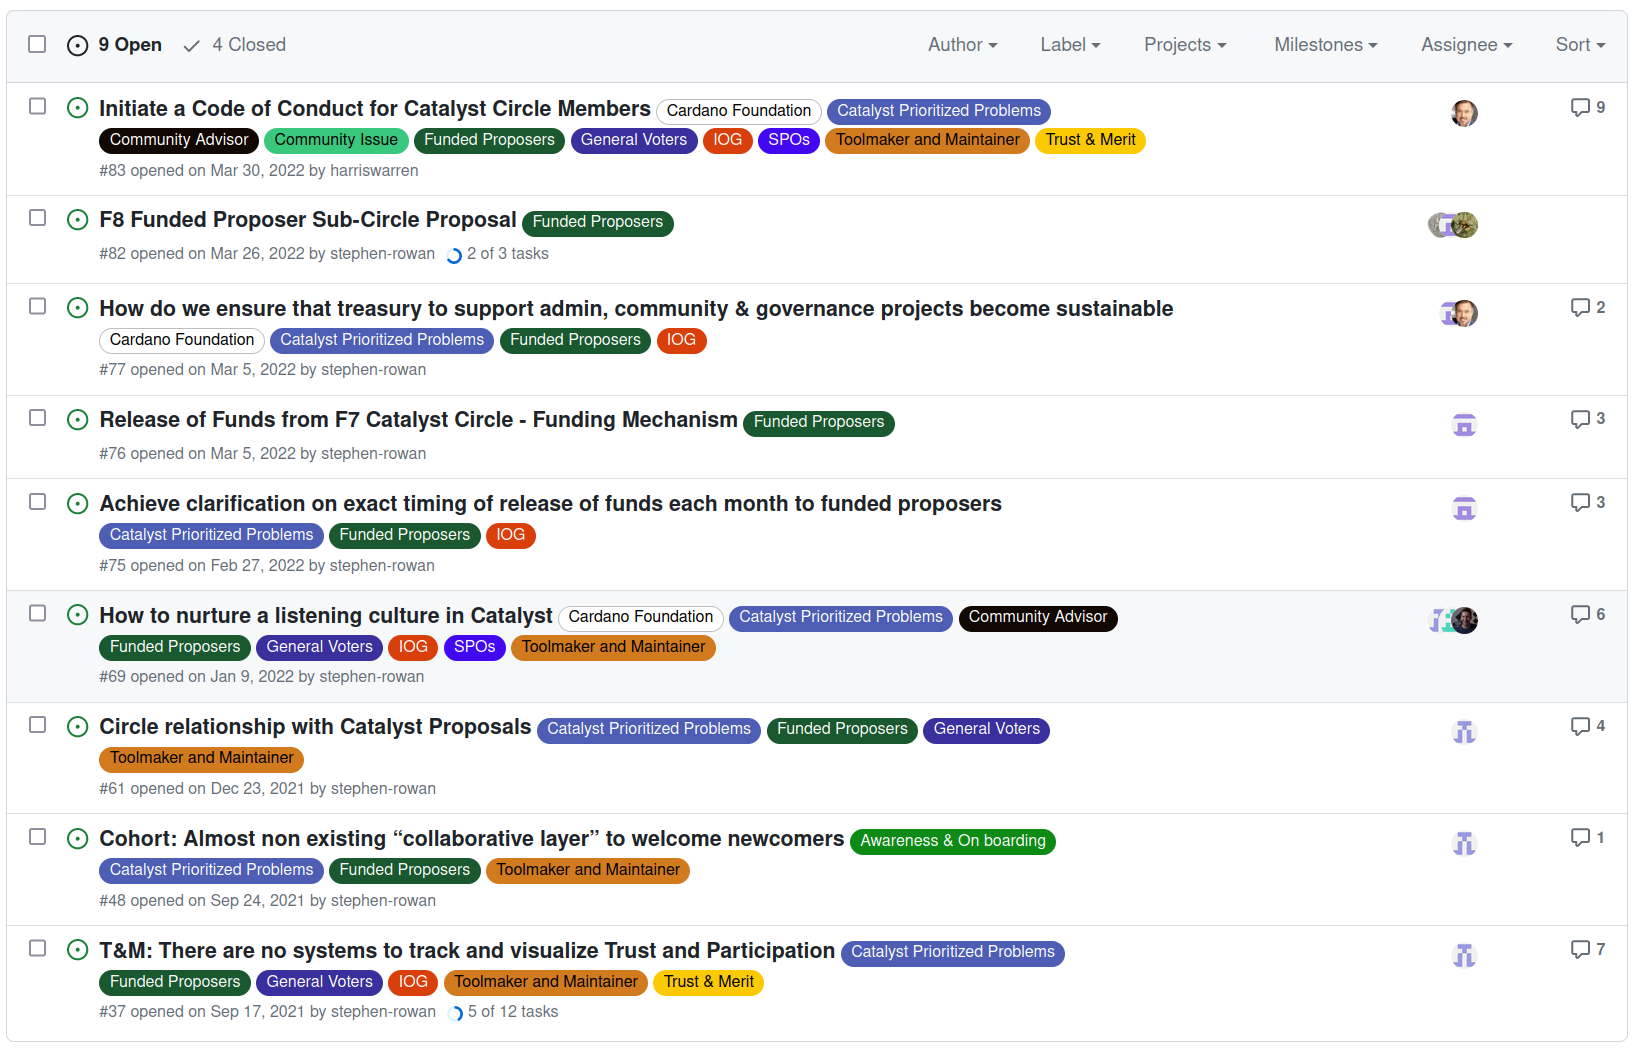 9 Open 4 Closed Author Label Projects Milestones Assignee Sort
Initiate a Code of Conduct for Catalyst Circle Members Cardano Foundation Catalyst Prioritized Problems 9
Community Advisor Community Issue Funded Proposers General Voters IOG SPOs Toolmaker and Maintainer Trust & Merit
#83 opened on Mar 30, 2022 by harriswarren
F8 Funded Proposer Sub-Circle Proposal Funded Proposers
#82 opened on Mar 26, 2022 by stephen-rowan 2 of 3 tasks
How do we ensure that treasury to support admin, community & governance projects become sustainable 2
Cardano Foundation Catalyst Prioritized Problems Funded Proposers IOG
#77 opened on Mar 5, 2022 by stephen-rowan
Release of Funds from F7 Catalyst Circle - Funding Mechanism Funded Proposers 3
#76 opened on Mar 5, 2022 by stephen-rowan
Achieve clarification on exact timing of release of funds each month to funded proposers 3
Catalyst Prioritized Problems Funded Proposers IOG
#75 opened on Feb 27, 2022 by stephen-rowan
How to nurture a listening culture in Catalyst Cardano Foundation Catalyst Prioritized Problems Community Advisor 6
Funded Proposers General Voters IOG SPOs Toolmaker and Maintainer
#69 opened on Jan 9, 2022 by stephen-rowan
Circle relationship with Catalyst Proposals Catalyst Prioritized Problems Funded Proposers General Voters 4
Toolmaker and Maintainer
#61 opened on Dec 23, 2021 by stephen-rowan
Cohort: Almost non existing “collaborative layer” to welcome newcomers Awareness & On boarding 1
Catalyst Prioritized Problems Funded Proposers Toolmaker and Maintainer
#48 opened on Sep 24, 2021 by stephen-rowan
T&M: There are no systems to track and visualize Trust and Participation Catalyst Prioritized Problems 7
Funded Proposers General Voters IOG Toolmaker and Maintainer Trust & Merit
#37 opened on Sep 17, 2021 by stephen-rowan 5 of 12 tasks